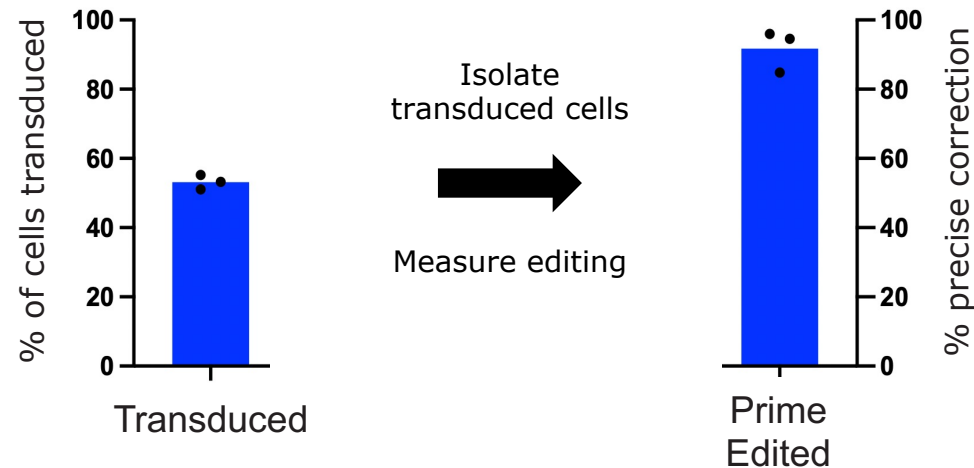 % of cells transduced
100
80
60
40
20
0
Transduced
Isolate
transduced cells
Measure editing
100
80
60
40
20
0
% precise correction
Prime
Edited